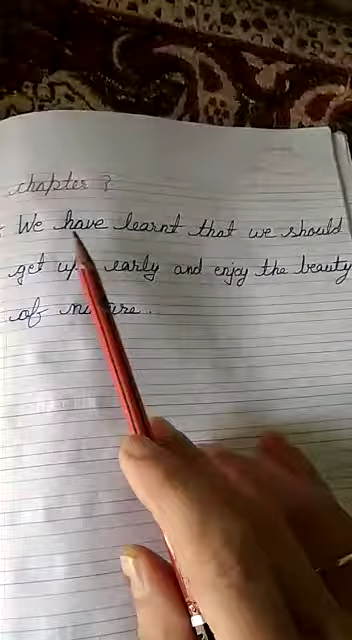 chapter ?
We have learnt that we should
get up early and enjoy the beauty
of nature.